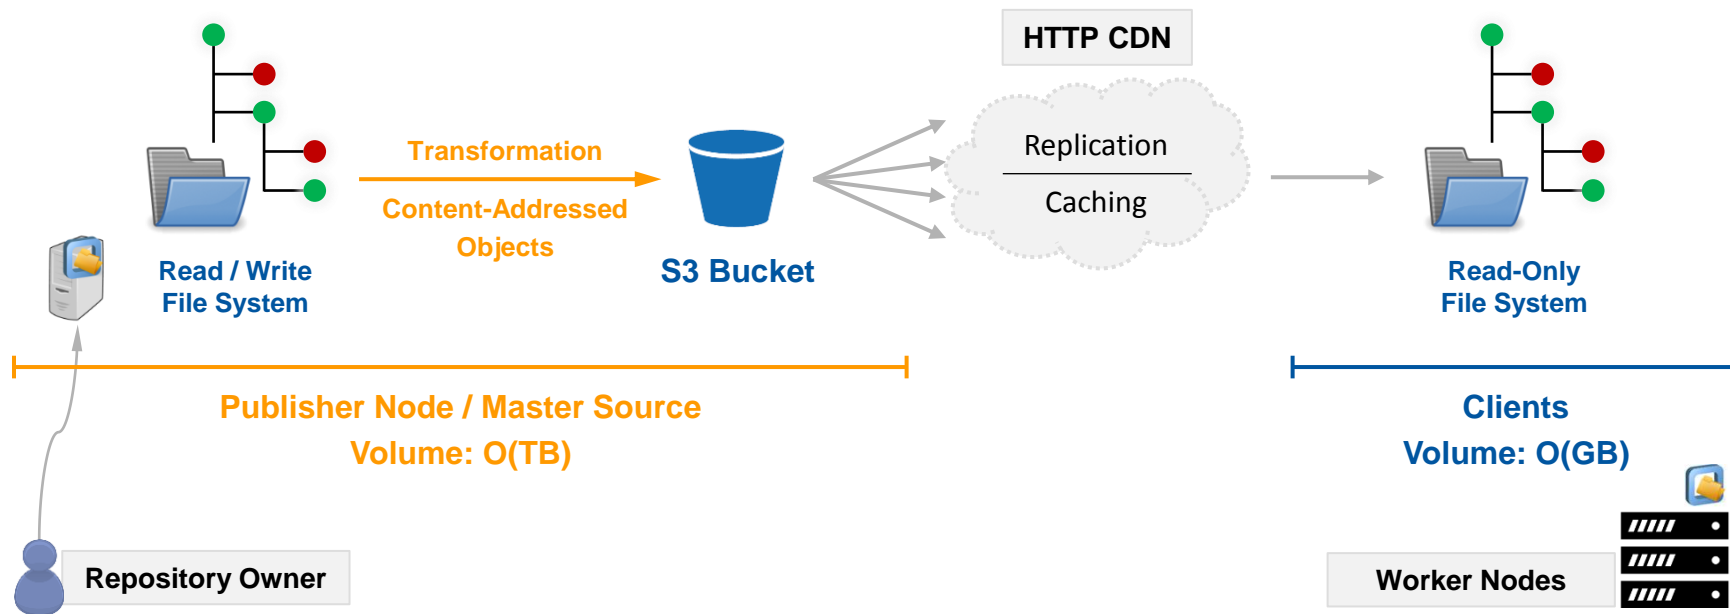 HTTP CDN
Transformation
Content-Addressed
Objects
Replication
Caching
Read / Write
File System
S3 Bucket
Read-Only
File System
Publisher Node / Master Source
Volume: O(TB)
Clients
Volume: O(GB)
Repository Owner
Worker Nodes